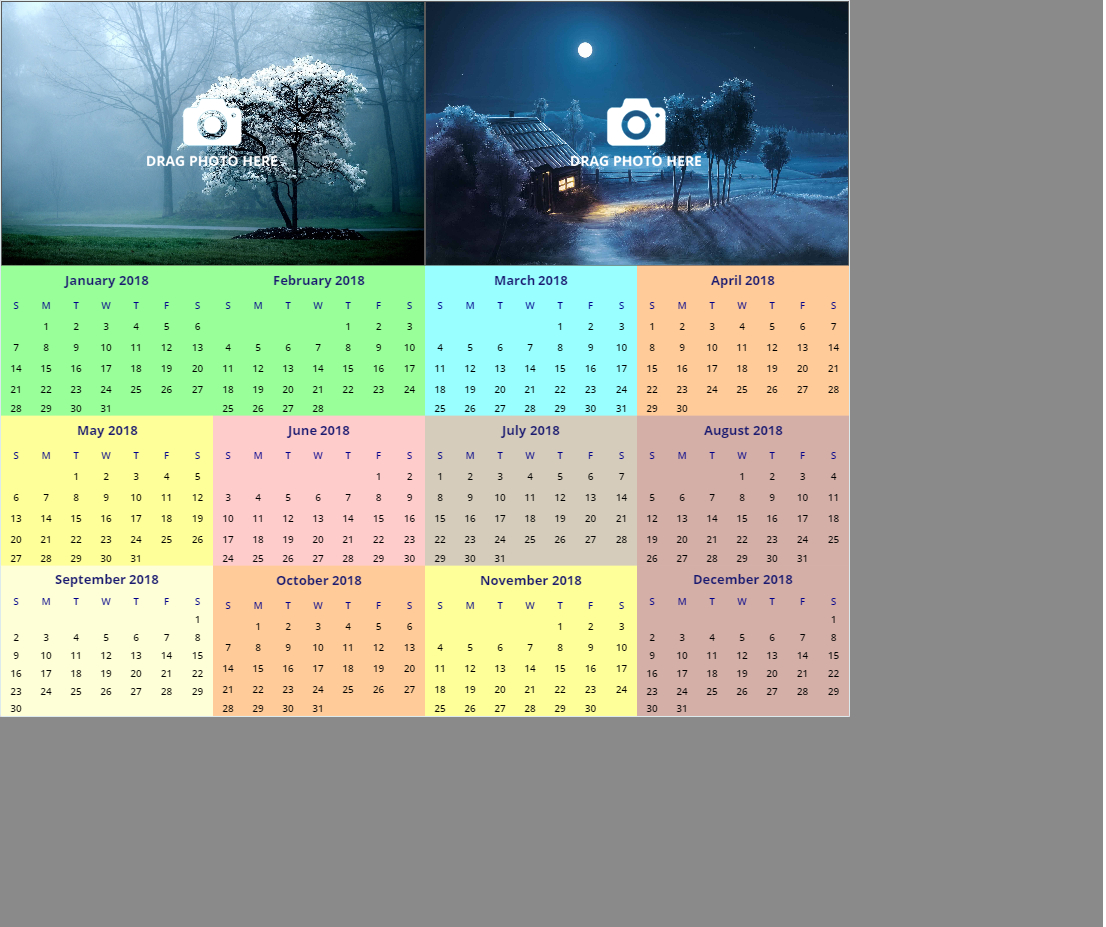 DRAG PHOTO HERE
DRAG PHOTO HERE
January 2018
S M T W T F S
1 2 3 4 5 6
7 8 9 10 11 12 13
14 15 16 17 18 19 20
21 22 23 24 25 26 27
28 29 30 31
February 2018
S M T W T F S
1 2 3
4 5 6 7 8 9 10
11 12 13 14 15 16 17
18 19 20 21 22 23 24
25 26 27 28
March 2018
S M T W T F S
1 2 3
4 5 6 7 8 9 10
11 12 13 14 15 16 17
18 19 20 21 22 23 24
25 26 27 28 29 30 31
April 2018
S M T W T F S
1 2 3 4 5 6 7
8 9 10 11 12 13 14
15 16 17 18 19 20 21
22 23 24 25 26 27 28
29 30
May 2018
S M T W T F S
1 2 3 4 5
6 7 8 9 10 11 12
13 14 15 16 17 18 19
20 21 22 23 24 25 26
27 28 29 30 31
June 2018
S M T W T F S
1 2
3 4 5 6 7 8 9
10 11 12 13 14 15 16
17 18 19 20 21 22 23
24 25 26 27 28 29 30
July 2018
S M T W T F S
1 2 3 4 5 6 7
8 9 10 11 12 13 14
15 16 17 18 19 20 21
22 23 24 25 26 27 28
29 30 31
August 2018
S M T W T F S
1 2 3 4
5 6 7 8 9 10 11
12 13 14 15 16 17 18
19 20 21 22 23 24 25
26 27 28 29 30 31
September 2018
S M T W T F S
1
2 3 4 5 6 7 8
9 10 11 12 13 14 15
16 17 18 19 20 21 22
23 24 25 26 27 28 29
30
October 2018
S M T W T F S
1 2 3 4 5 6
7 8 9 10 11 12 13
14 15 16 17 18 19 20
21 22 23 24 25 26 27
28 29 30 31
November 2018
S M T W T F S
1 2 3
4 5 6 7 8 9 10
11 12 13 14 15 16 17
18 19 20 21 22 23 24
25 26 27 28 29 30
December 2018
S M T W T F S
1
2 3 4 5 6 7 8
9 10 11 12 13 14 15
16 17 18 19 20 21 22
23 24 25 26 27 28 29
30 31